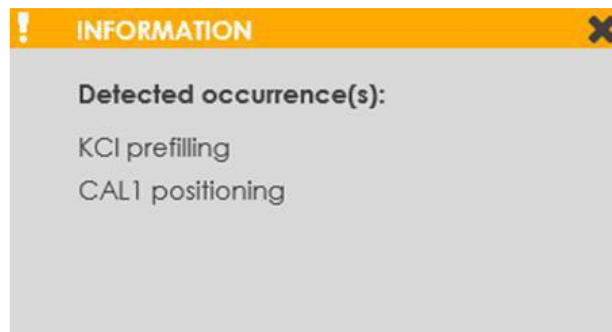 ! INFORMATION
Detected occurrence(s):
KCl prefilling
CAL1 positioning